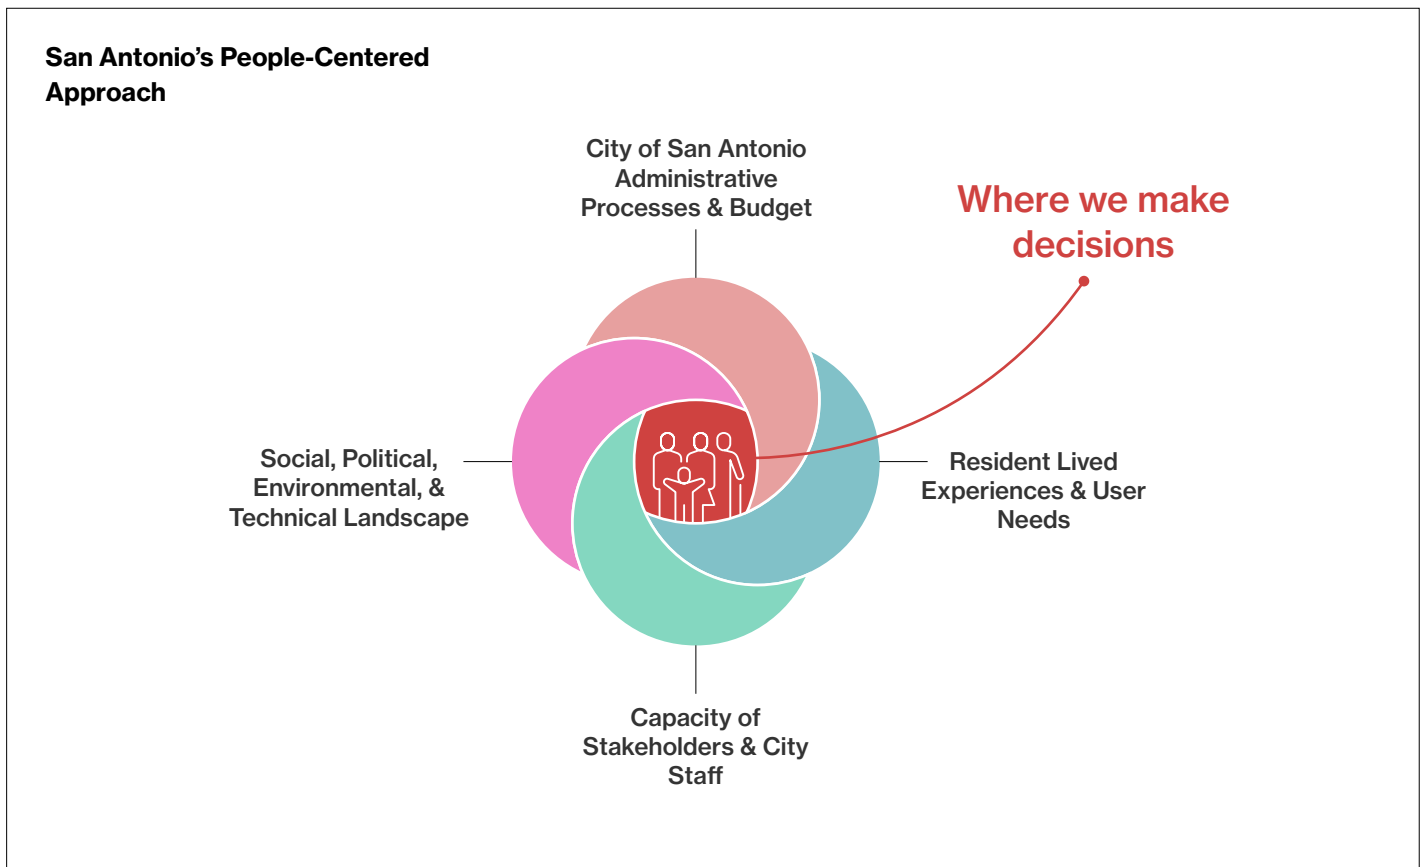 San Antonio’s People-Centered
Approach
City of San Antonio
Administrative
Processes & Budget
Where we make
decisions
Social, Political,
Environmental, &
Technical Landscape
Resident Lived
Experiences & User
Needs
Capacity of
Stakeholders & City
Staff